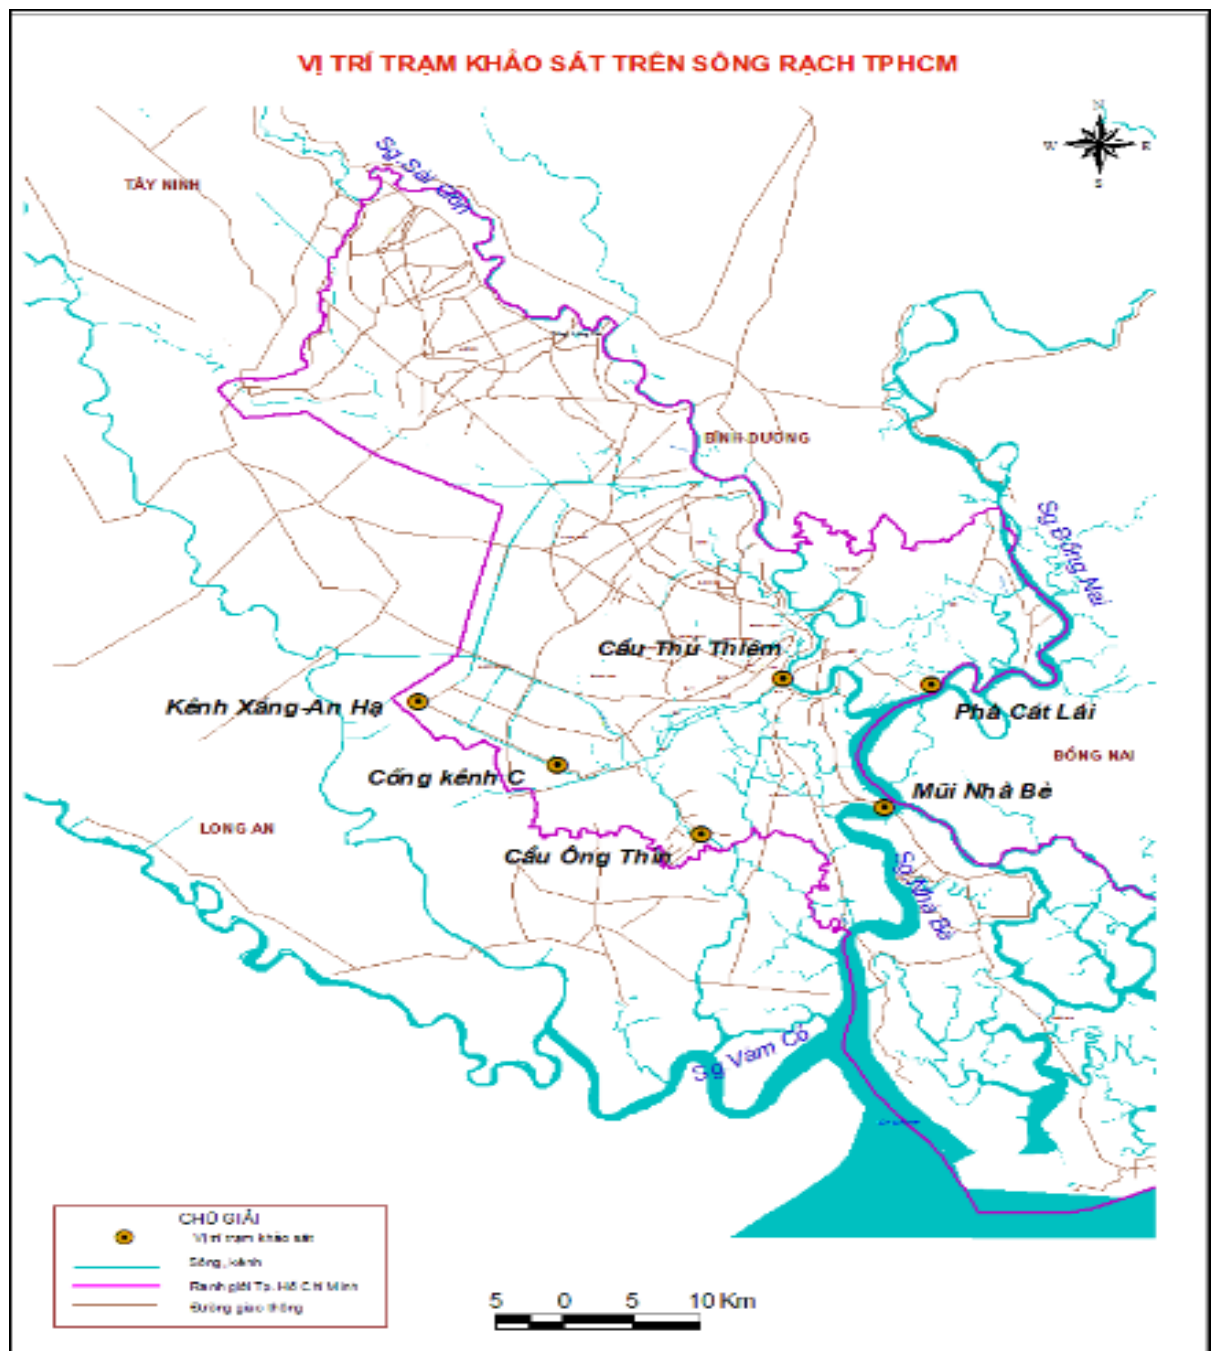 VỊ TRÍ TRẠM KHẢO SÁT TRÊN SÔNG RẠCH TPHCM
N
W E
S
Sg Sài Gòn
TÂY NINH
BÌNH DƯƠNG
Sg Đồng Nai
Cầu Thủ Thiêm
Kênh Xáng-An Hạ
Phà Cát Lái
ĐỒNG NAI
Cống kênh C
Mũi Nhà Bè
LONG AN
Cầu Ông Thìn
Sg Nhà Bè
Sg Vàm Cỏ
CHÚ GIẢI
Vị trí trạm khảo sát
Sông, kênh
Ranh giới Tp. Hồ Chí Minh
Đường giao thông
5 0 5 10 Km